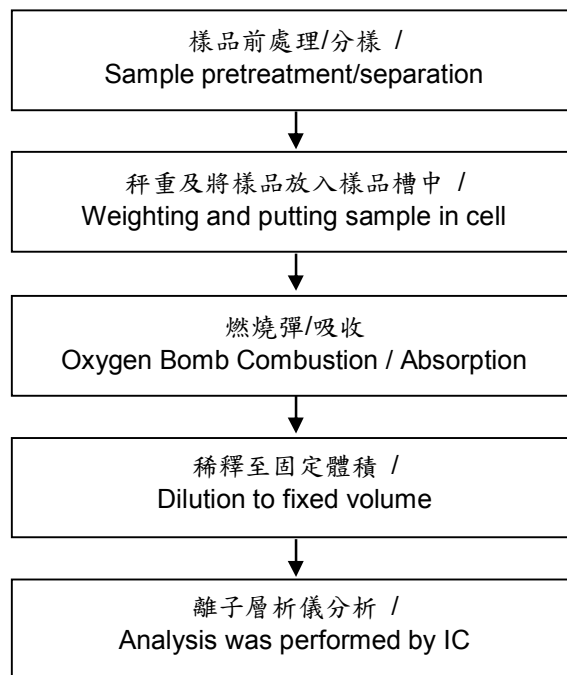 樣品前處理/分樣 /
Sample pretreatment/separation
秤重及將樣品放入樣品槽中 /
Weighting and putting sample in cell
燃燒彈/吸收
Oxygen Bomb Combustion / Absorption
稀釋至固定體積 /
Dilution to fixed volume
離子層析儀分析 /
Analysis was performed by IC